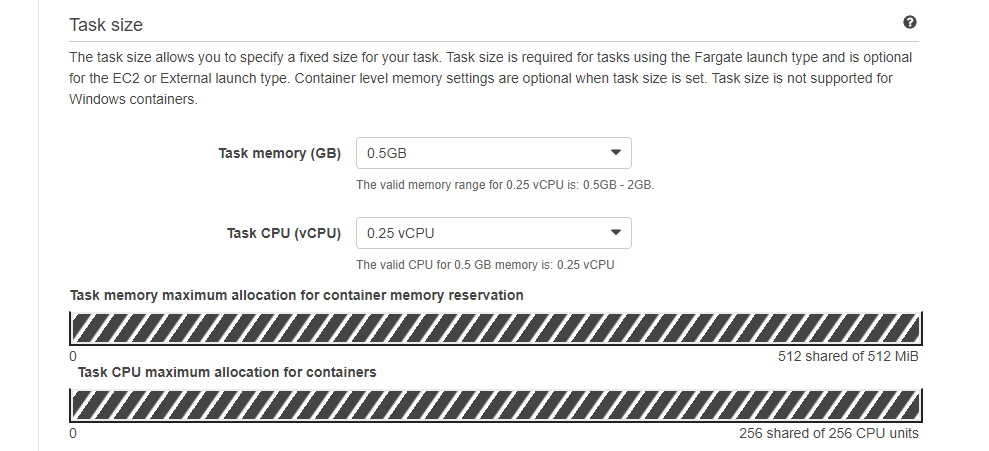 Task size
The task size allows you to specify a fixed size for your task. Task size is required for tasks using the Fargate launch type and is optional
for the EC2 or External launch type. Container level memory settings are optional when task size is set. Task size is not supported for
Windows containers.
Task memory (GB) 0.5GB
The valid memory range for 0.25 vCPU is: 0.5GB - 2GB.
Task CPU (vCPU) 0.25 vCPU
The valid CPU for 0.5 GB memory is: 0.25 vCPU
Task memory maximum allocation for container memory reservation
0 512 shared of 512 MiB
Task CPU maximum allocation for containers
0 256 shared of 256 CPU units